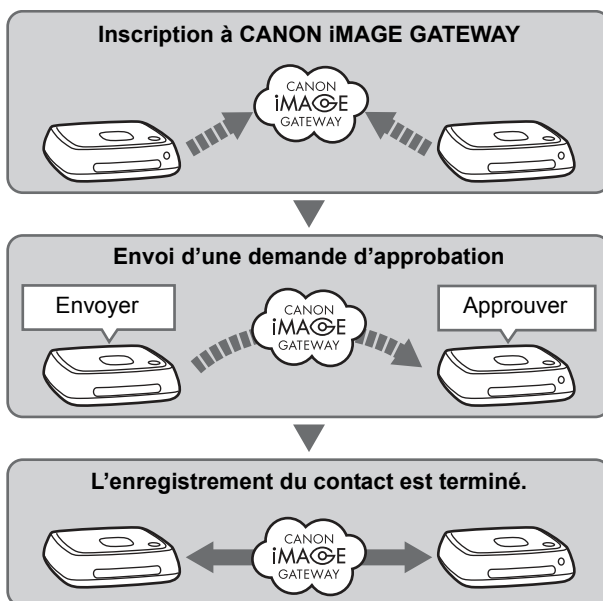 Inscription à CANON iMAGE GATEWAY
CANON
iMAGE
GATEWAY
Envoi d'une demande d'approbation
Envoyer
CANON
iMAGE
GATEWAY
Approuver
L'enregistrement du contact est terminé.
CANON
iMAGE
GATEWAY